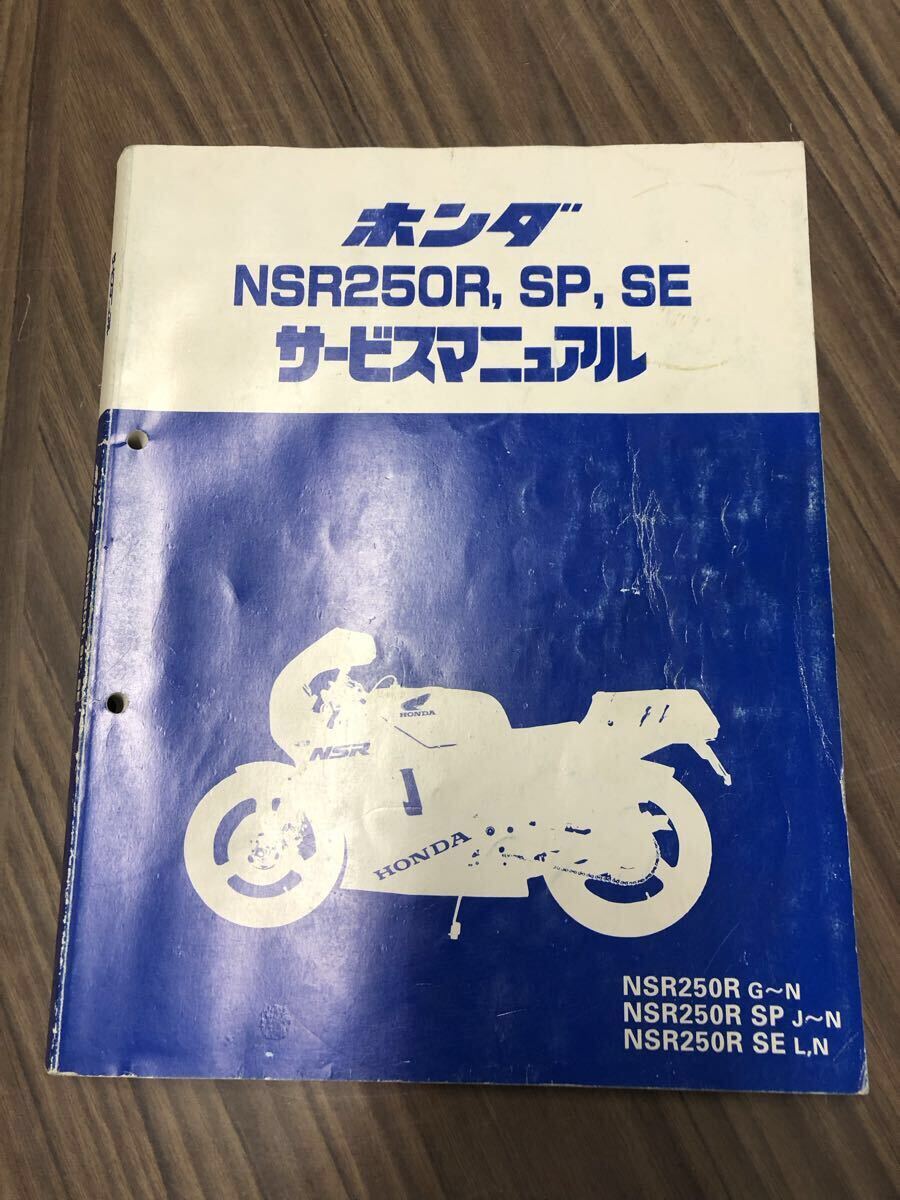 ホンダ
NSR250R, SP, SE
サービスマニュアル
HONDA
NSR
HONDA
NSR250R G～N
NSR250R SP J～N
NSR250R SE L,N